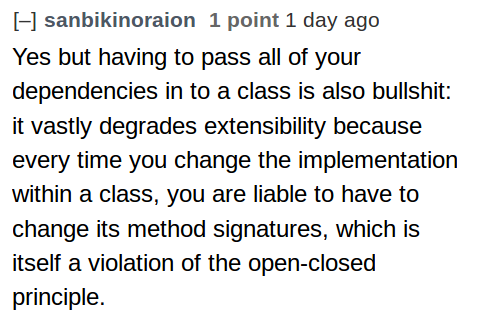 [–] sanbikinoraion 1 point 1 day ago
Yes but having to pass all of your
dependencies in to a class is also bullshit:
it vastly degrades extensibility because
every time you change the implementation
within a class, you are liable to have to
change its method signatures, which is
itself a violation of the open-closed
principle.